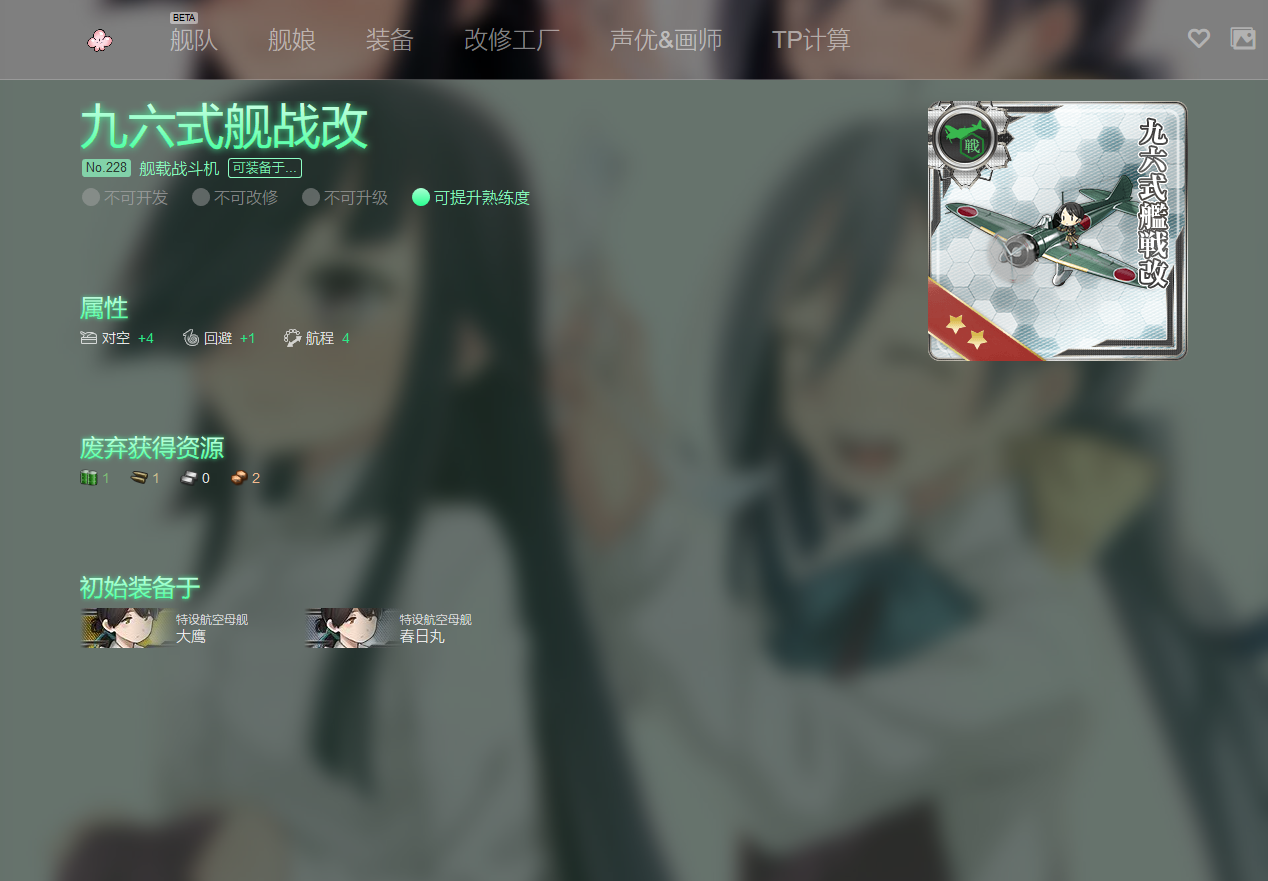 BETA
舰队 舰娘 装备 改修工厂 声优&画师 TP计算
九六式舰战改
No.228 舰载战斗机 可装备于...
不可开发 不可改修 不可升级 可提升熟练度
戦
九六式艦戦改
属性
对空 +4 回避 +1 航程 4
废弃获得资源
1 1 0 2
初始装备于
特设航空母舰 特设航空母舰
大鹰 春日丸